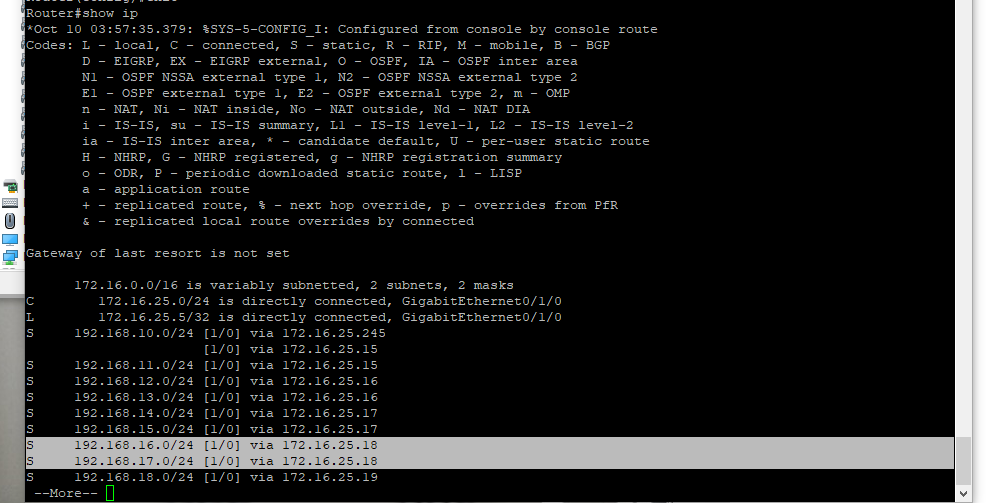 Router#show ip
*Oct 10 03:57:35.379: %SYS-5-CONFIG_I: Configured from console by console route
Codes: L - local, C - connected, S - static, R - RIP, M - mobile, B - BGP
       D - EIGRP, EX - EIGRP external, O - OSPF, IA - OSPF inter area
       N1 - OSPF NSSA external type 1, N2 - OSPF NSSA external type 2
       E1 - OSPF external type 1, E2 - OSPF external type 2, m - OMP
       n - NAT, Ni - NAT inside, No - NAT outside, Nd - NAT DIA
       i - IS-IS, su - IS-IS summary, L1 - IS-IS level-1, L2 - IS-IS level-2
       ia - IS-IS inter area, * - candidate default, U - per-user static route
       H - NHRP, G - NHRP registered, g - NHRP registration summary
       o - ODR, P - periodic downloaded static route, l - LISP
       a - application route
       + - replicated route, % - next hop override, p - overrides from PfR
       & - replicated local route overrides by connected
Gateway of last resort is not set
      172.16.0.0/16 is variably subnetted, 2 subnets, 2 masks
C        172.16.25.0/24 is directly connected, GigabitEthernet0/1/0
L        172.16.25.5/32 is directly connected, GigabitEthernet0/1/0
S     192.168.10.0/24 [1/0] via 172.16.25.245
                      [1/0] via 172.16.25.15
S     192.168.11.0/24 [1/0] via 172.16.25.15
S     192.168.12.0/24 [1/0] via 172.16.25.16
S     192.168.13.0/24 [1/0] via 172.16.25.16
S     192.168.14.0/24 [1/0] via 172.16.25.17
S     192.168.15.0/24 [1/0] via 172.16.25.17
S     192.168.16.0/24 [1/0] via 172.16.25.18
S     192.168.17.0/24 [1/0] via 172.16.25.18
S     192.168.18.0/24 [1/0] via 172.16.25.19
 --More--